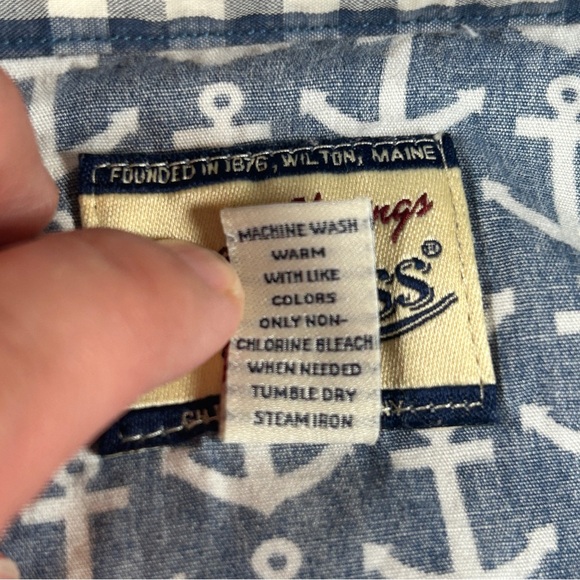 FOUNDED IN 1876, WILTON, MAINE
MACHINE WASH
WARM
WITH LIKE
COLORS
ONLY NON-
CHLORINE BLEACH
WHEN NEEDED
TUMBLE DRY
STEAM IRON
®